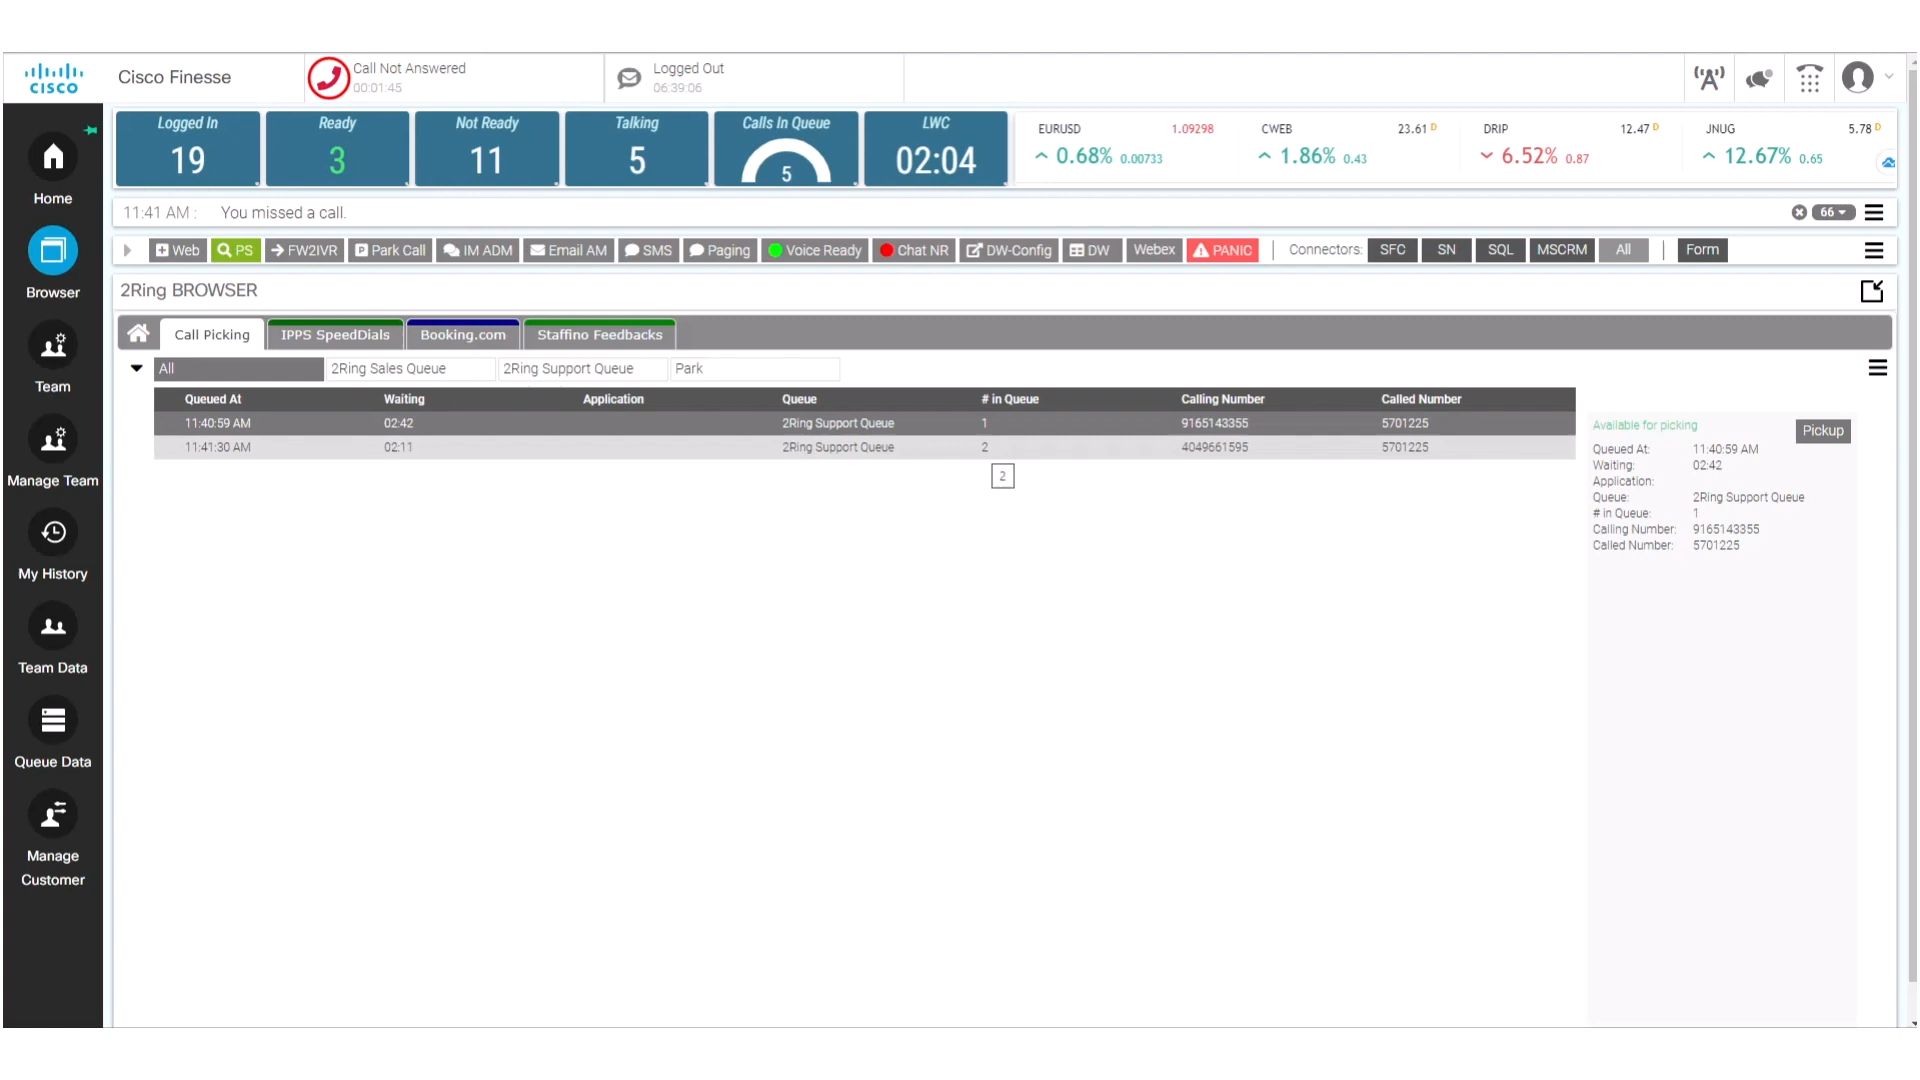 cisco
Cisco Finesse
Call Not Answered
00:01:45
Logged Out
06:39:06
Logged In
19
Ready
3
Not Ready
11
Talking
5
Calls In Queue
5
LWC
02:04
EURUSD 1.09298
0.68% 0.00733
CWEB 23.61 D
1.86% 0.43
DRIP 12.47 D
6.52% 0.87
JNUG 5.78 D
12.67% 0.65
11:41 AM : You missed a call.
66
Web PS FW2IVR Park Call IM ADM Email AM SMS Paging Voice Ready Chat NR DW-Config DW Webex PANIC Connectors: SFC SN SQL MSCRM All Form
2Ring BROWSER
Call Picking IPPS SpeedDials Booking.com Staffino Feedbacks
All 2Ring Sales Queue 2Ring Support Queue Park
Queued At Waiting Application Queue # in Queue Calling Number Called Number
11:40:59 AM 02:42 2Ring Support Queue 1 9165143355 5701225
11:41:30 AM 02:11 2Ring Support Queue 2 4049661595 5701225
2
Available for picking
Pickup
Queued At: 11:40:59 AM
Waiting: 02:42
Application:
Queue: 2Ring Support Queue
# in Queue: 1
Calling Number: 9165143355
Called Number: 5701225
Home
Browser
Team
Manage Team
My History
Team Data
Queue Data
Manage
Customer